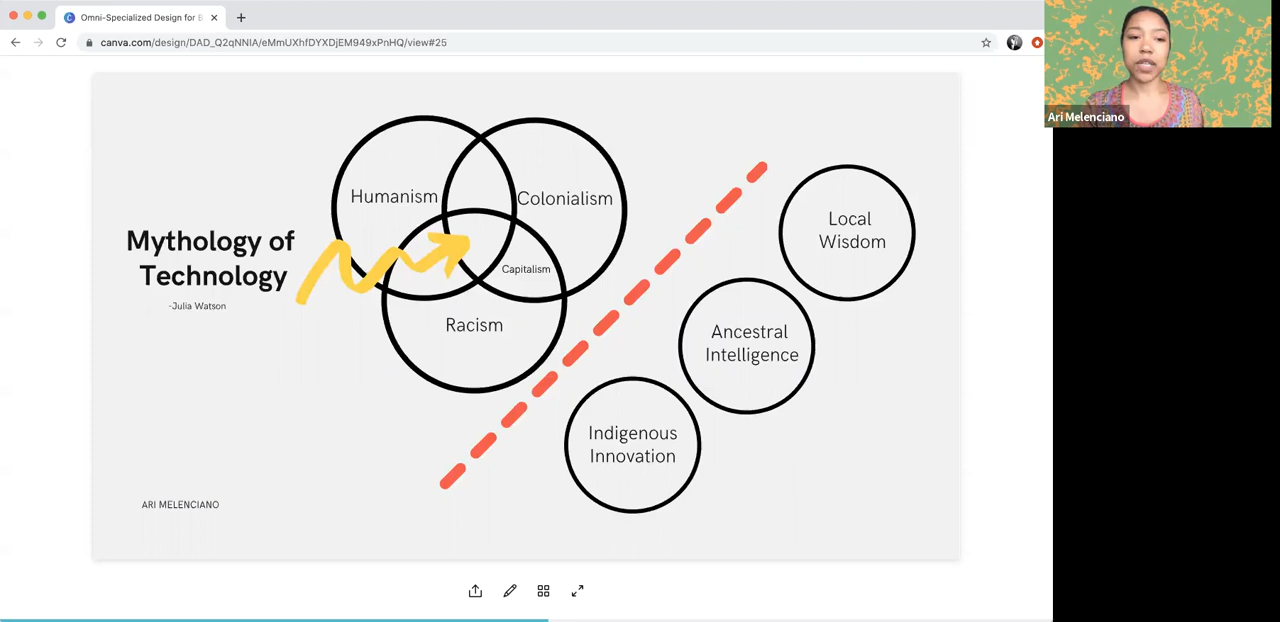 Omni-Specialized Design for B
canva.com/design/DAD_Q2qNNIA/eMmUXhfDYXDjEM949xPnHQ/view#25
Ari Melenciano
Humanism
Colonialism
Mythology of
Technology
-Julia Watson
Capitalism
Racism
Local
Wisdom
Ancestral
Intelligence
Indigenous
Innovation
ARI MELENCIANO